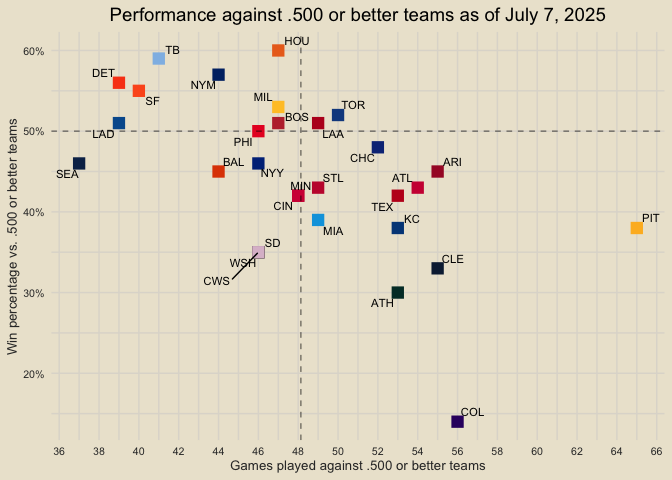 Performance against .500 or better teams as of July 7, 2025
Win percentage vs. .500 or better teams
60%
50%
40%
30%
20%
HOU
TB
DET
NYM
SF
MIL
TOR
BOS
LAD
PHI
LAA
CHC
SEA
BAL
NYY
ARI
MIN
STL
ATL
CIN
TEX
MIA
KC
PIT
SD
WSH
CWS
CLE
ATH
COL
36 38 40 42 44 46 48 50 52 54 56 58 60 62 64 66
Games played against .500 or better teams